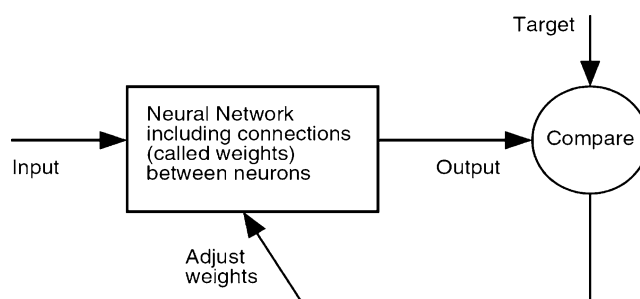 Target
Neural Network
including connections
(called weights)
between neurons
Compare
Input
Output
Adjust
weights